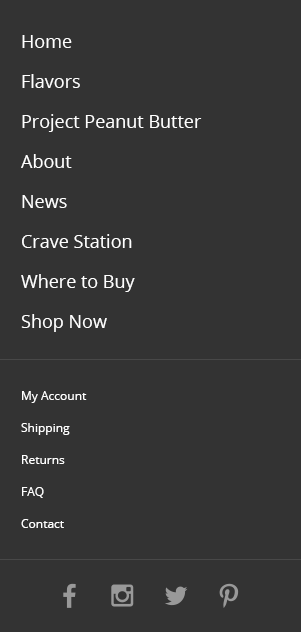 Home
Flavors
Project Peanut Butter
About
News
Crave Station
Where to Buy
Shop Now
My Account
Shipping
Returns
FAQ
Contact